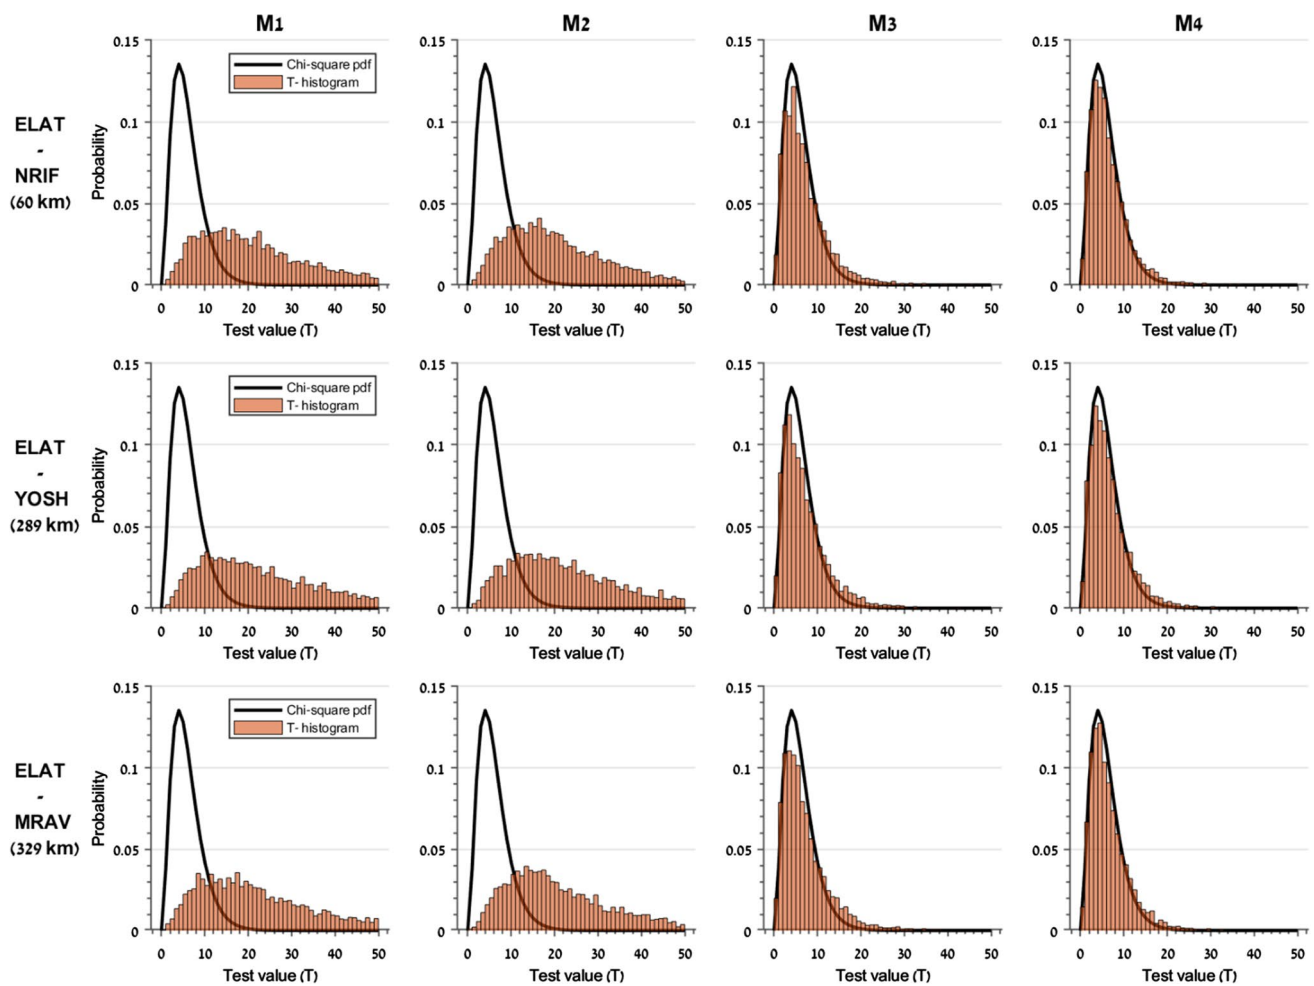 M1 M2 M3 M4
ELAT
-
NRIF
(60 km)
Probability
0.15 0.15 0.15 0.15
Chi-square pdf
T- histogram
0.1 0.1 0.1 0.1
0.05 0.05 0.05 0.05
0 0 0 0
0 10 20 30 40 50 0 10 20 30 40 50 0 10 20 30 40 50 0 10 20 30 40 50
Test value (T) Test value (T) Test value (T) Test value (T)
ELAT
-
YOSH
(289 km)
Probability
0.15 0.15 0.15 0.15
Chi-square pdf
T- histogram
0.1 0.1 0.1 0.1
0.05 0.05 0.05 0.05
0 0 0 0
0 10 20 30 40 50 0 10 20 30 40 50 0 10 20 30 40 50 0 10 20 30 40 50
Test value (T) Test value (T) Test value (T) Test value (T)
ELAT
-
MRAV
(329 km)
Probability
0.15 0.15 0.15 0.15
Chi-square pdf
T- histogram
0.1 0.1 0.1 0.1
0.05 0.05 0.05 0.05
0 0 0 0
0 10 20 30 40 50 0 10 20 30 40 50 0 10 20 30 40 50 0 10 20 30 40 50
Test value (T) Test value (T) Test value (T) Test value (T)